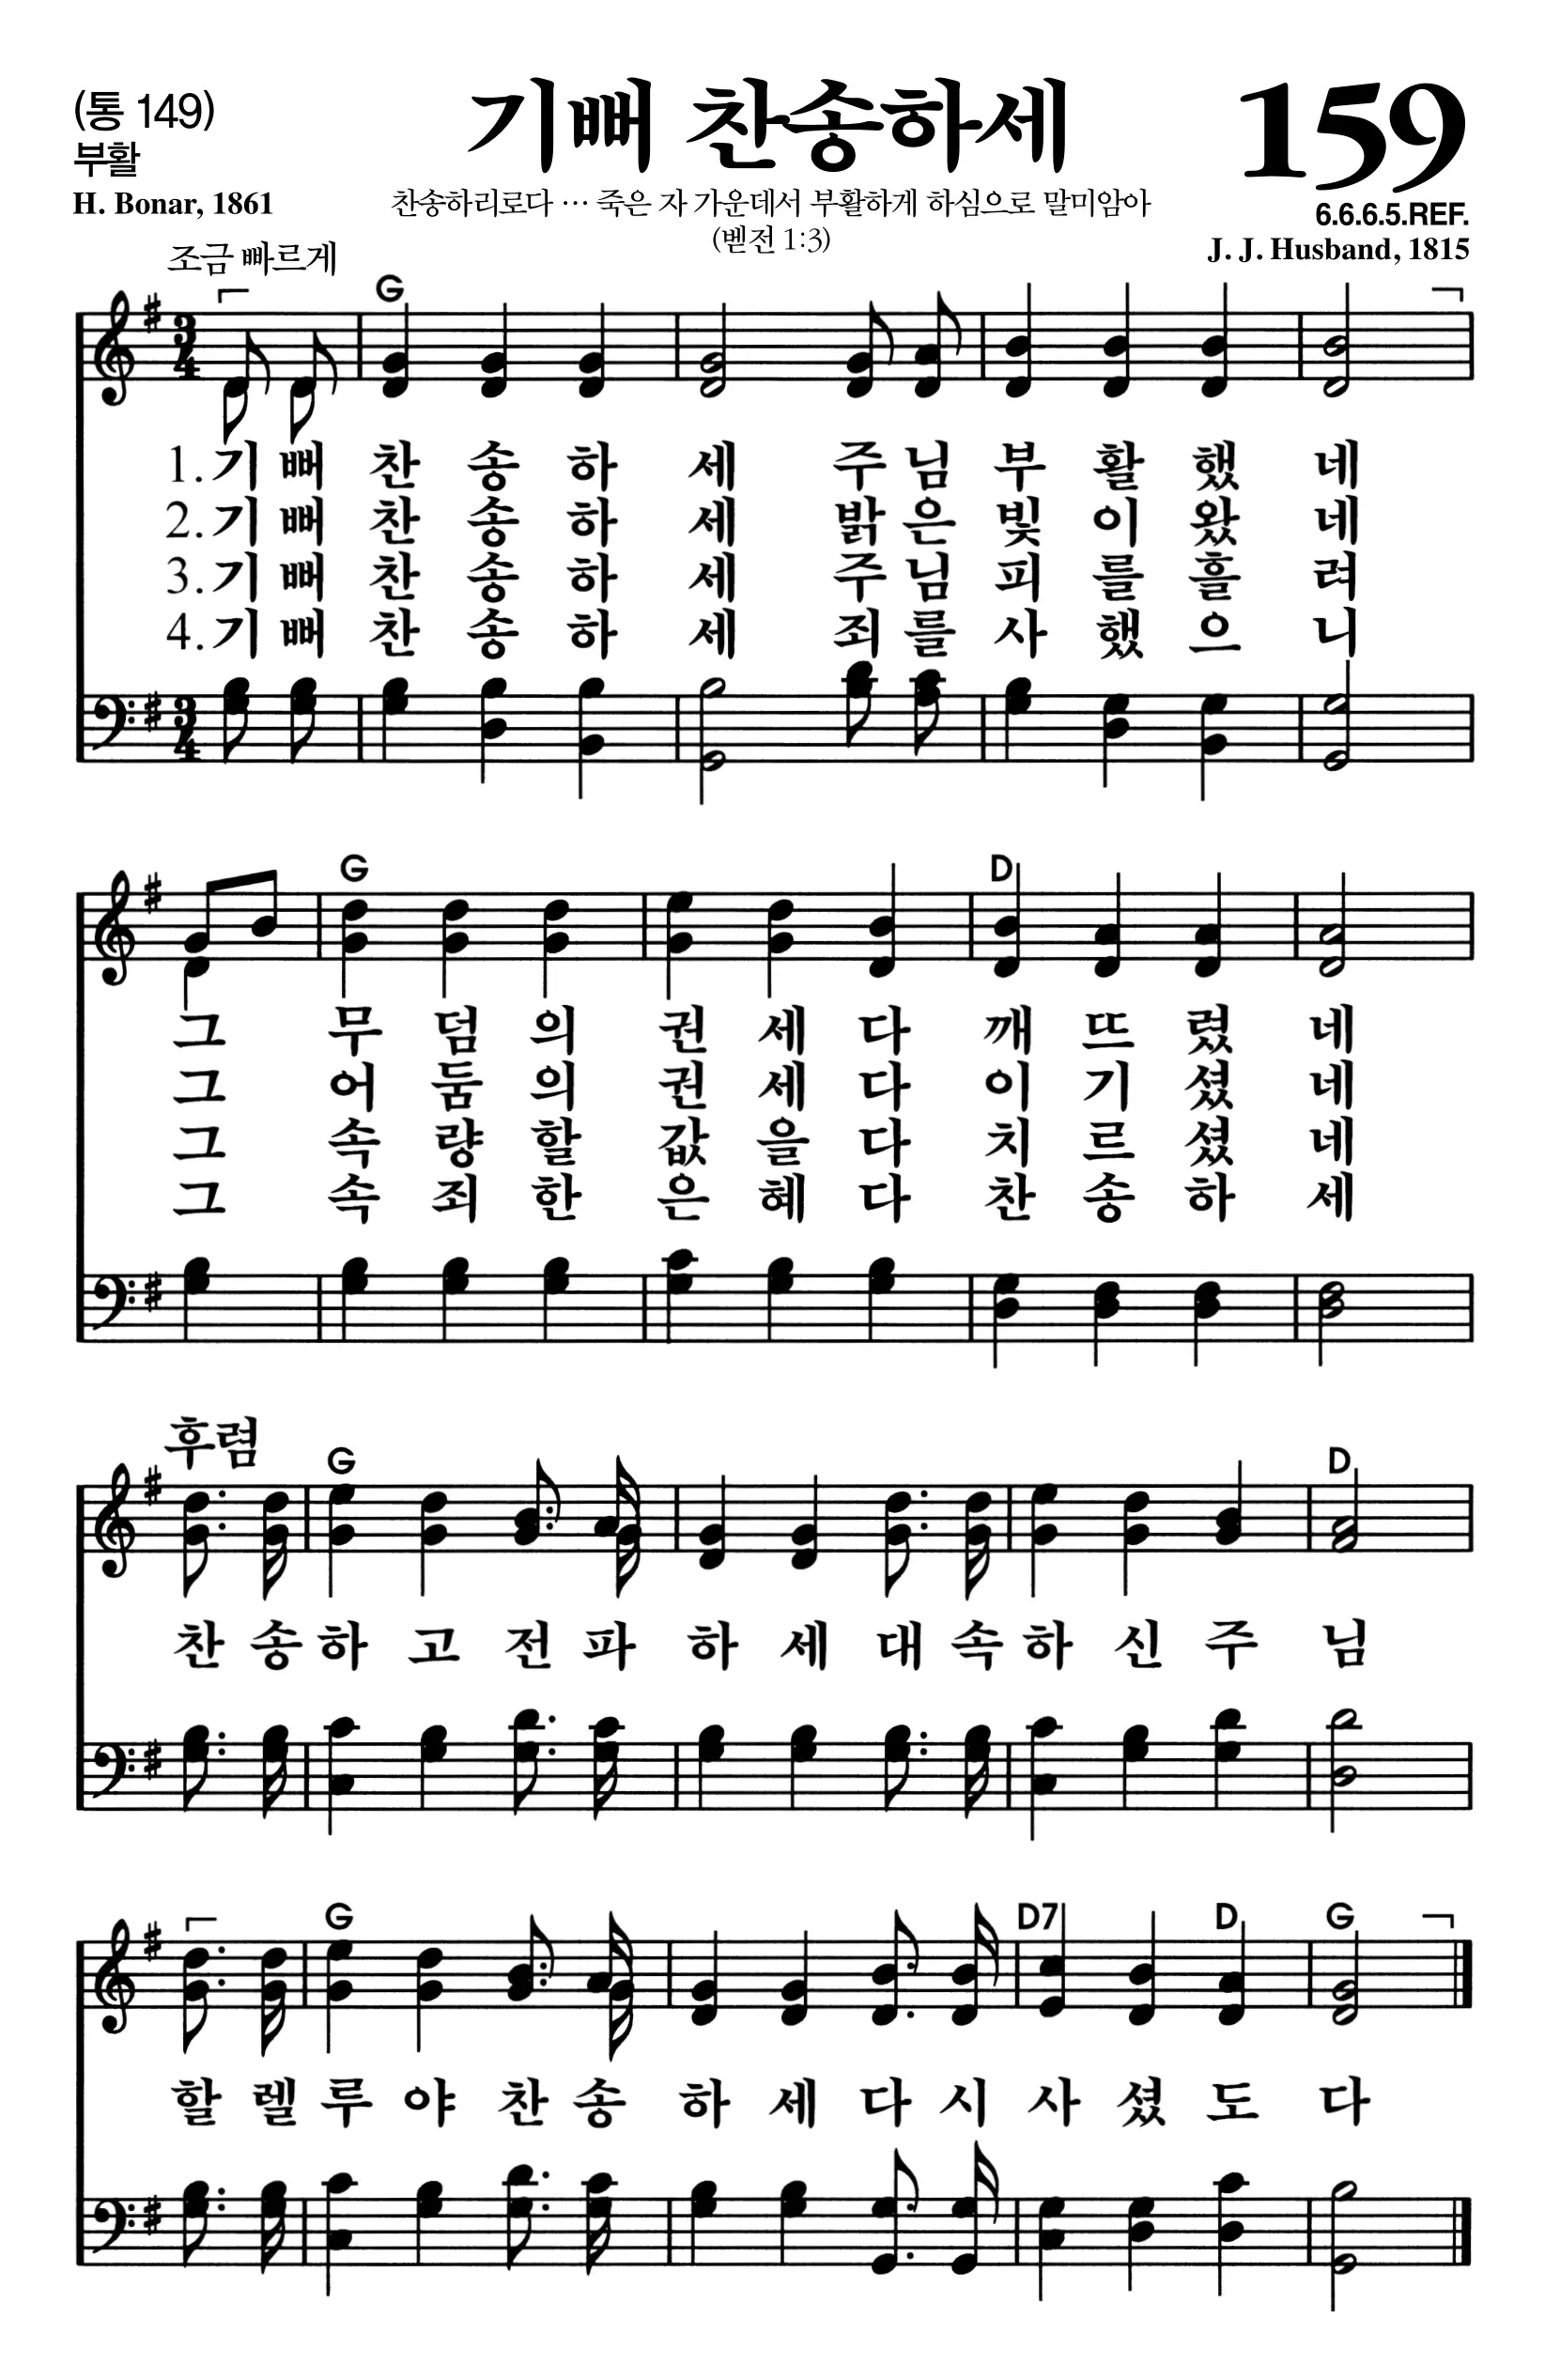 (통 149)
부활
H. Bonar, 1861
조금 빠르게
기뻐 찬송하세
찬송하리로다 … 죽은 자 가운데서 부활하게 하심으로 말미암아
(벧전 1:3)
159
6.6.6.5.REF.
J. J. Husband, 1815
G
1. 기 뻐 찬 송 하 세 주 님 부 활 했 네
2. 기 뻐 찬 송 하 세 밝 은 빛 이 왔 네
3. 기 뻐 찬 송 하 세 주 님 피 를 흘 려
4. 기 뻐 찬 송 하 세 죄 를 사 했 으 니
G D
그 무 덤 의 권 세 다 깨 뜨 렸 네
그 어 둠 의 권 세 다 이 기 셨 네
그 속 량 할 값 을 다 치 르 셨 네
그 속 죄 한 은 혜 다 찬 송 하 세
후렴
G D
찬 송 하 고 전 파 하 세 대 속 하 신 주 님
G D7 D G
할 렐 루 야 찬 송 하 세 다 시 사 셨 도 다